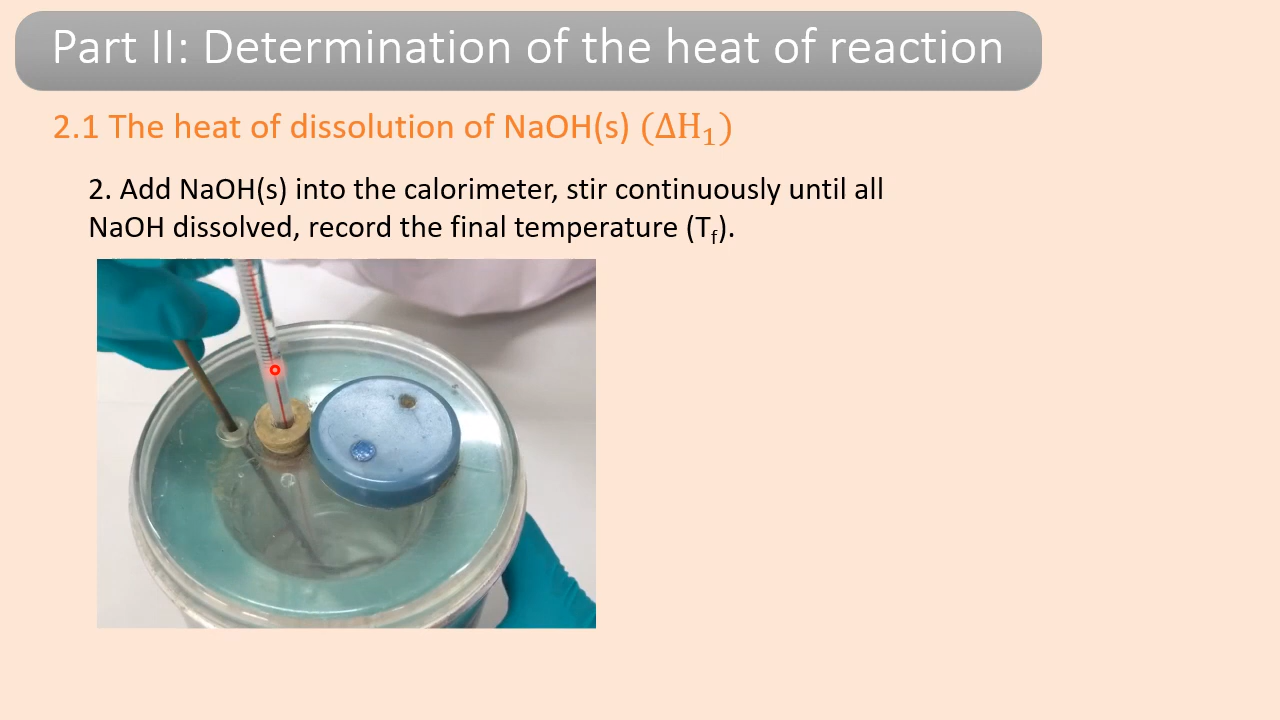 Part II: Determination of the heat of reaction
2.1 The heat of dissolution of NaOH(s) (ΔH₁)
2. Add NaOH(s) into the calorimeter, stir continuously until all
NaOH dissolved, record the final temperature (Tf).